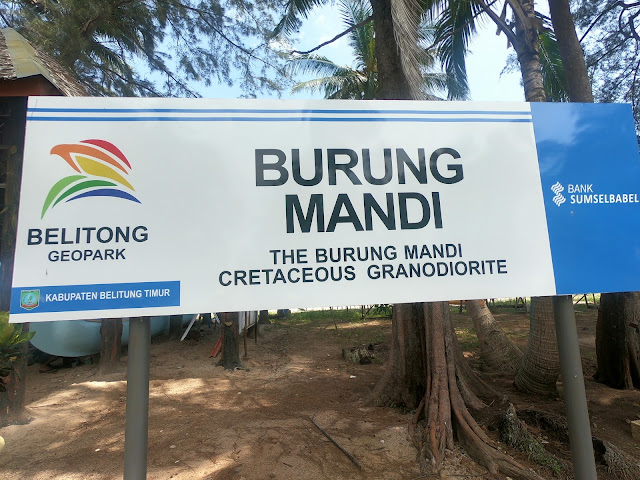 BELITONG
GEOPARK
KABUPATEN BELITUNG TIMUR
BURUNG
MANDI
THE BURUNG MANDI
CRETACEOUS GRANODIORITE
BANK
SUMSELBABEL